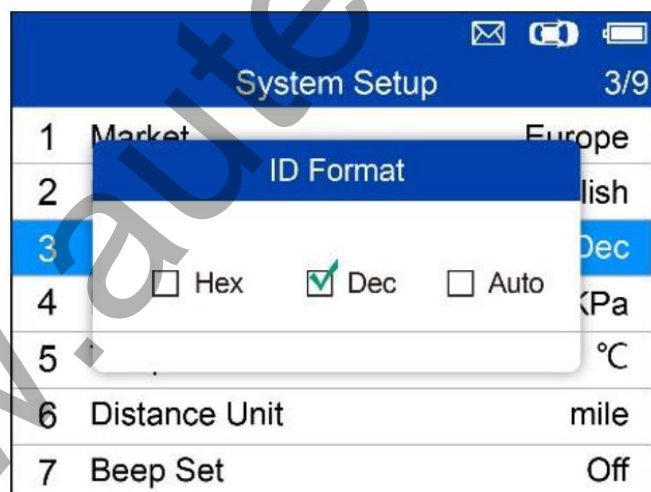 System Setup 3/9
1 Market Europe
ID Format
2 lish
3 Dec
Hex Dec Auto
4 KPa
5 °C
6 Distance Unit mile
7 Beep Set Off